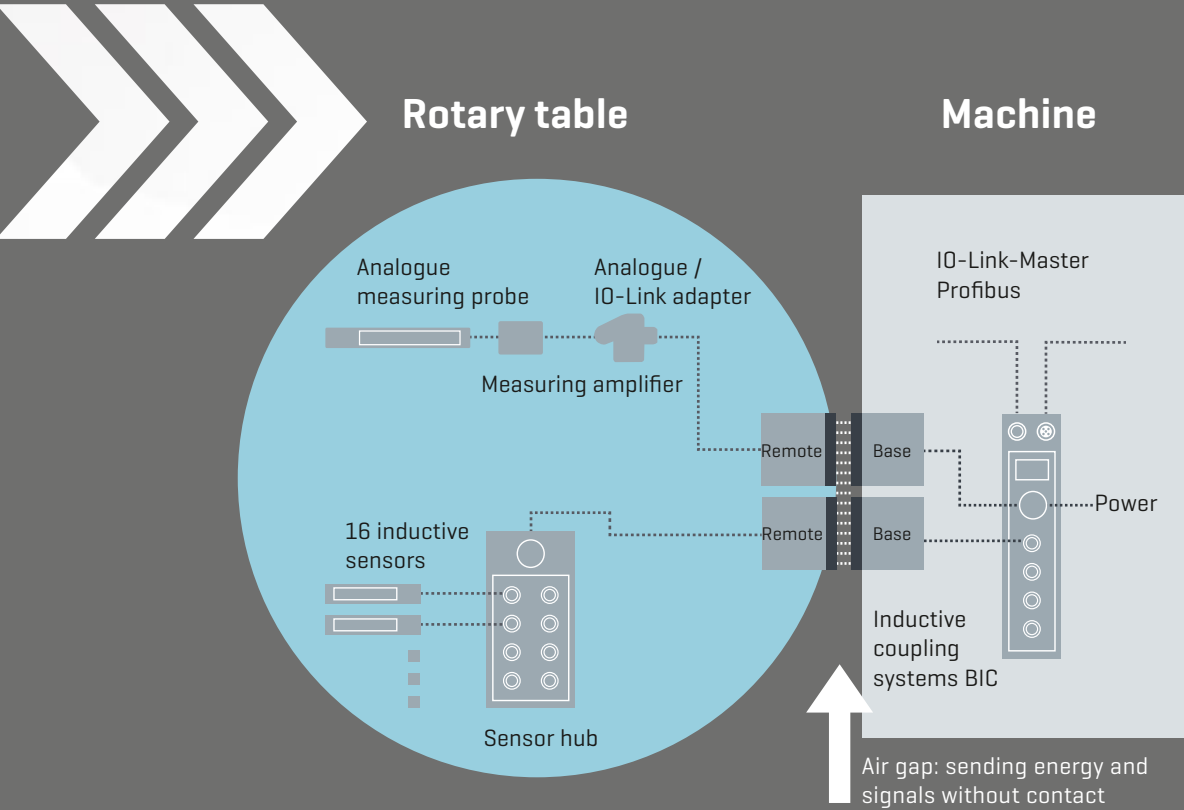 Rotary table
Machine
Analogue
measuring probe
Analogue /
IO-Link adapter
Measuring amplifier
IO-Link-Master
Profibus
Remote
Base
Power
Remote
Base
16 inductive
sensors
Sensor hub
Inductive
coupling
systems BIC
Air gap: sending energy and
signals without contact